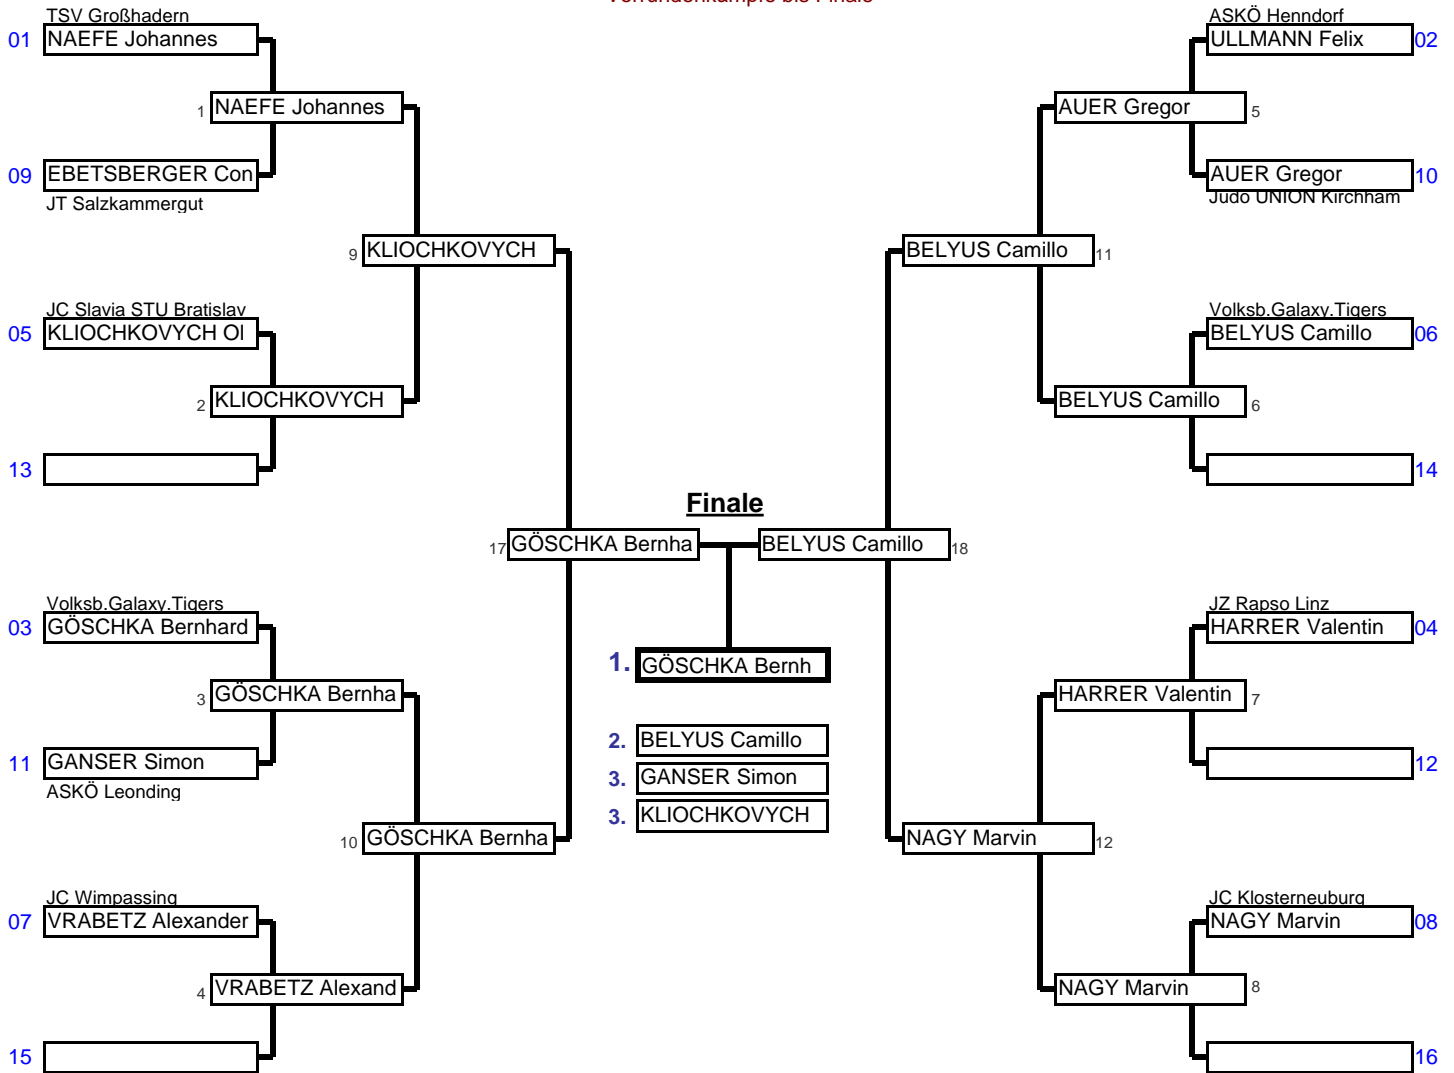 Vorrundenkämpfe bis Finale
TSV Großhadern
01 NAEFE Johannes
1 NAEFE Johannes
09 EBETSBERGER Con
JT Salzkammergut
9 KLIOCHKOVYCH
JC Slavia STU Bratislav
05 KLIOCHKOVYCH Ol
2 KLIOCHKOVYCH
13
17 GÖSCHKA Bernha
Volksb.Galaxy.Tigers
03 GÖSCHKA Bernhard
3 GÖSCHKA Bernha
11 GANSER Simon
ASKÖ Leonding
10 GÖSCHKA Bernha
JC Wimpassing
07 VRABETZ Alexander
4 VRABETZ Alexand
15
Finale
1. GÖSCHKA Bernh
2. BELYUS Camillo
3. GANSER Simon
3. KLIOCHKOVYCH
ASKÖ Henndorf
ULLMANN Felix 02
AUER Gregor 5
AUER Gregor 10
Judo UNION Kirchham
BELYUS Camillo 11
Volksb.Galaxy.Tigers
BELYUS Camillo 06
BELYUS Camillo 6
14
BELYUS Camillo 18
JZ Rapso Linz
HARRER Valentin 04
HARRER Valentin 7
12
NAGY Marvin 12
JC Klosterneuburg
NAGY Marvin 08
NAGY Marvin 8
16